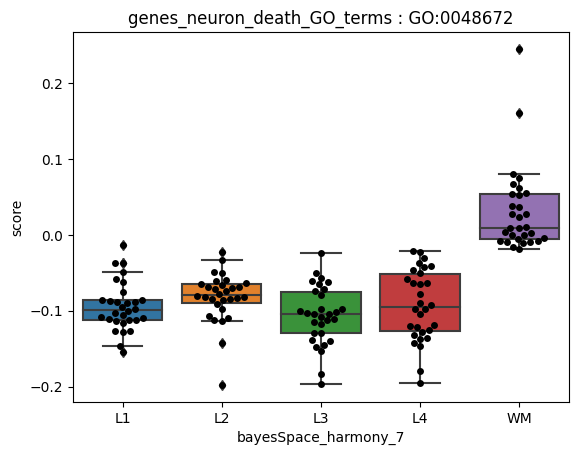 genes_neuron_death_GO_terms : GO:0048672
score
0.2
0.1
0.0
−0.1
−0.2
L1 L2 L3 L4 WM
bayesSpace_harmony_7